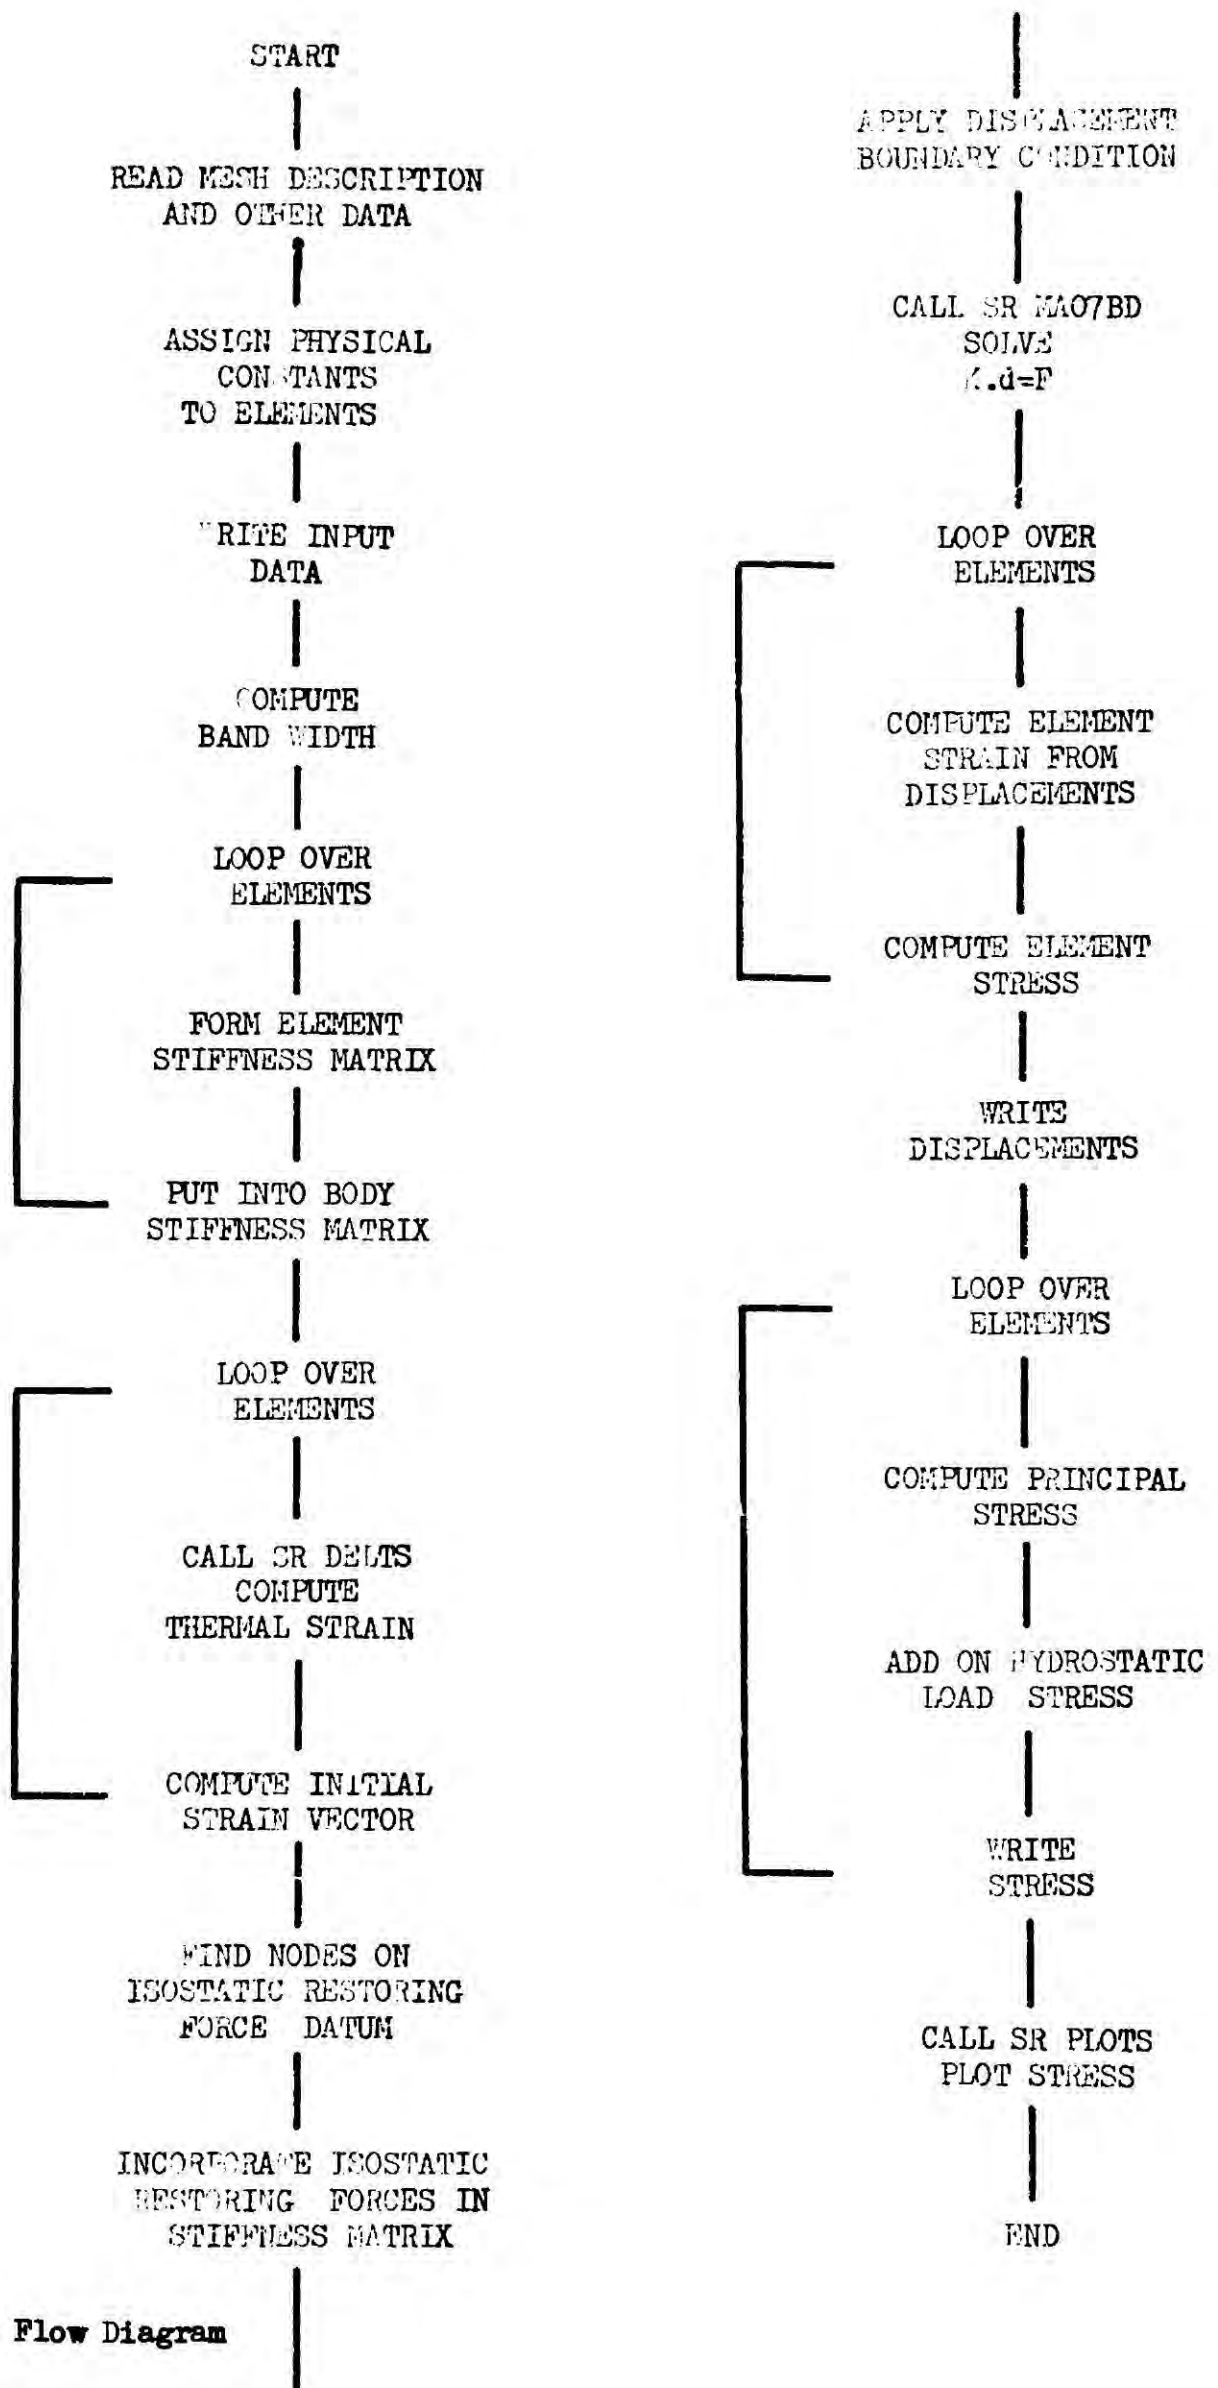 START
READ MESH DESCRIPTION
AND OTHER DATA
ASSIGN PHYSICAL
CONSTANTS
TO ELEMENTS
WRITE INPUT
DATA
COMPUTE
BAND WIDTH
LOOP OVER
ELEMENTS
FORM ELEMENT
STIFFNESS MATRIX
PUT INTO BODY
STIFFNESS MATRIX
LOOP OVER
ELEMENTS
CALL SR DELTS
COMPUTE
THERMAL STRAIN
COMPUTE INITIAL
STRAIN VECTOR
FIND NODES ON
ISOSTATIC RESTORING
FORCE DATUM
INCORPORATE ISOSTATIC
RESTORING FORCES IN
STIFFNESS MATRIX
Flow Diagram
APPLY DISPLACEMENT
BOUNDARY CONDITION
CALL SR MA07BD
SOLVE
K.d=F
LOOP OVER
ELEMENTS
COMPUTE ELEMENT
STRAIN FROM
DISPLACEMENTS
COMPUTE ELEMENT
STRESS
WRITE
DISPLACEMENTS
LOOP OVER
ELEMENTS
COMPUTE PRINCIPAL
STRESS
ADD ON HYDROSTATIC
LOAD STRESS
WRITE
STRESS
CALL SR PLOTS
PLOT STRESS
END